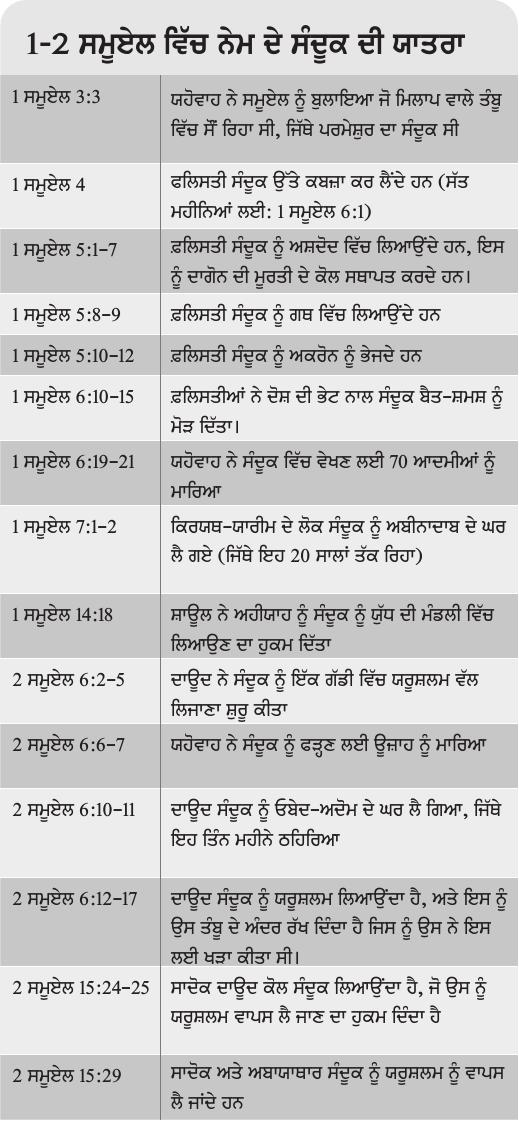 1-2 ਸਮੂਏਲ ਵਿੱਚ ਨੇਮ ਦੇ ਸੰਦੂਕ ਦੀ ਯਾਤਰਾ
1 ਸਮੂਏਲ 3:3
ਯਹੋਵਾਹ ਨੇ ਸਮੂਏਲ ਨੂੰ ਬੁਲਾਇਆ ਜੋ ਮਿਲਾਪ ਵਾਲੇ ਤੰਬੂ
ਵਿੱਚ ਸੌਂ ਰਿਹਾ ਸੀ, ਜਿੱਥੇ ਪਰਮੇਸ਼ੁਰ ਦਾ ਸੰਦੂਕ ਸੀ
1 ਸਮੂਏਲ 4
ਫਲਿਸਤੀ ਸੰਦੂਕ ਉੱਤੇ ਕਬਜ਼ਾ ਕਰ ਲੈਂਦੇ ਹਨ (ਸੱਤ
ਮਹੀਨਿਆਂ ਲਈ: 1 ਸਮੂਏਲ 6:1)
1 ਸਮੂਏਲ 5:1-7
ਫ਼ਲਿਸਤੀ ਸੰਦੂਕ ਨੂੰ ਅਸ਼ਦੋਦ ਵਿੱਚ ਲਿਆਉਂਦੇ ਹਨ, ਇਸ
ਨੂੰ ਦਾਗੋਨ ਦੀ ਮੂਰਤੀ ਦੇ ਕੋਲ ਸਥਾਪਤ ਕਰਦੇ ਹਨ।
1 ਸਮੂਏਲ 5:8-9
ਫ਼ਲਿਸਤੀ ਸੰਦੂਕ ਨੂੰ ਗਥ ਵਿੱਚ ਲਿਆਉਂਦੇ ਹਨ
1 ਸਮੂਏਲ 5:10-12
ਫ਼ਲਿਸਤੀ ਸੰਦੂਕ ਨੂੰ ਅਕਰੋਨ ਨੂੰ ਭੇਜਦੇ ਹਨ
1 ਸਮੂਏਲ 6:10-15
ਫ਼ਲਿਸਤੀਆਂ ਨੇ ਦੋਸ਼ ਦੀ ਭੇਟ ਨਾਲ ਸੰਦੂਕ ਬੈਤ-ਸ਼ਮਸ਼ ਨੂੰ
ਮੋੜ ਦਿੱਤਾ।
1 ਸਮੂਏਲ 6:19-21
ਯਹੋਵਾਹ ਨੇ ਸੰਦੂਕ ਵਿੱਚ ਵੇਖਣ ਲਈ 70 ਆਦਮੀਆਂ ਨੂੰ
ਮਾਰਿਆ
1 ਸਮੂਏਲ 7:1-2
ਕਿਰਯਥ-ਯਾਰੀਮ ਦੇ ਲੋਕ ਸੰਦੂਕ ਨੂੰ ਅਬੀਨਾਦਾਬ ਦੇ ਘਰ
ਲੈ ਗਏ (ਜਿੱਥੇ ਇਹ 20 ਸਾਲਾਂ ਤੱਕ ਰਿਹਾ)
1 ਸਮੂਏਲ 14:18
ਸ਼ਾਊਲ ਨੇ ਅਹੀਯਾਹ ਨੂੰ ਸੰਦੂਕ ਨੂੰ ਯੁੱਧ ਦੀ ਮੰਡਲੀ ਵਿੱਚ
ਲਿਆਉਣ ਦਾ ਹੁਕਮ ਦਿੱਤਾ
2 ਸਮੂਏਲ 6:2-5
ਦਾਊਦ ਨੇ ਸੰਦੂਕ ਨੂੰ ਇੱਕ ਗੱਡੀ ਵਿੱਚ ਯਰੂਸ਼ਲਮ ਵੱਲ
ਲਿਜਾਣਾ ਸ਼ੁਰੂ ਕੀਤਾ
2 ਸਮੂਏਲ 6:6-7
ਯਹੋਵਾਹ ਨੇ ਸੰਦੂਕ ਨੂੰ ਫੜ੍ਹਣ ਲਈ ਊਜ਼ਾਹ ਨੂੰ ਮਾਰਿਆ
2 ਸਮੂਏਲ 6:10-11
ਦਾਊਦ ਸੰਦੂਕ ਨੂੰ ਓਬੇਦ-ਅਦੋਮ ਦੇ ਘਰ ਲੈ ਗਿਆ, ਜਿੱਥੇ
ਇਹ ਤਿੰਨ ਮਹੀਨੇ ਠਹਿਰਿਆ
2 ਸਮੂਏਲ 6:12-17
ਦਾਊਦ ਸੰਦੂਕ ਨੂੰ ਯਰੂਸ਼ਲਮ ਲਿਆਉਂਦਾ ਹੈ, ਅਤੇ ਇਸ ਨੂੰ
ਉਸ ਤੰਬੂ ਦੇ ਅੰਦਰ ਰੱਖ ਦਿੰਦਾ ਹੈ ਜਿਸ ਨੂੰ ਉਸ ਨੇ ਇਸ
ਲਈ ਖੜਾ ਕੀਤਾ ਸੀ।
2 ਸਮੂਏਲ 15:24-25
ਸਾਦੋਕ ਦਾਊਦ ਕੋਲ ਸੰਦੂਕ ਲਿਆਉਂਦਾ ਹੈ, ਜੋ ਉਸ ਨੂੰ
ਯਰੂਸ਼ਲਮ ਵਾਪਸ ਲੈ ਜਾਣ ਦਾ ਹੁਕਮ ਦਿੰਦਾ ਹੈ
2 ਸਮੂਏਲ 15:29
ਸਾਦੋਕ ਅਤੇ ਅਬਾਯਾਥਾਰ ਸੰਦੂਕ ਨੂੰ ਯਰੂਸ਼ਲਮ ਨੂੰ ਵਾਪਸ
ਲੈ ਜਾਂਦੇ ਹਨ